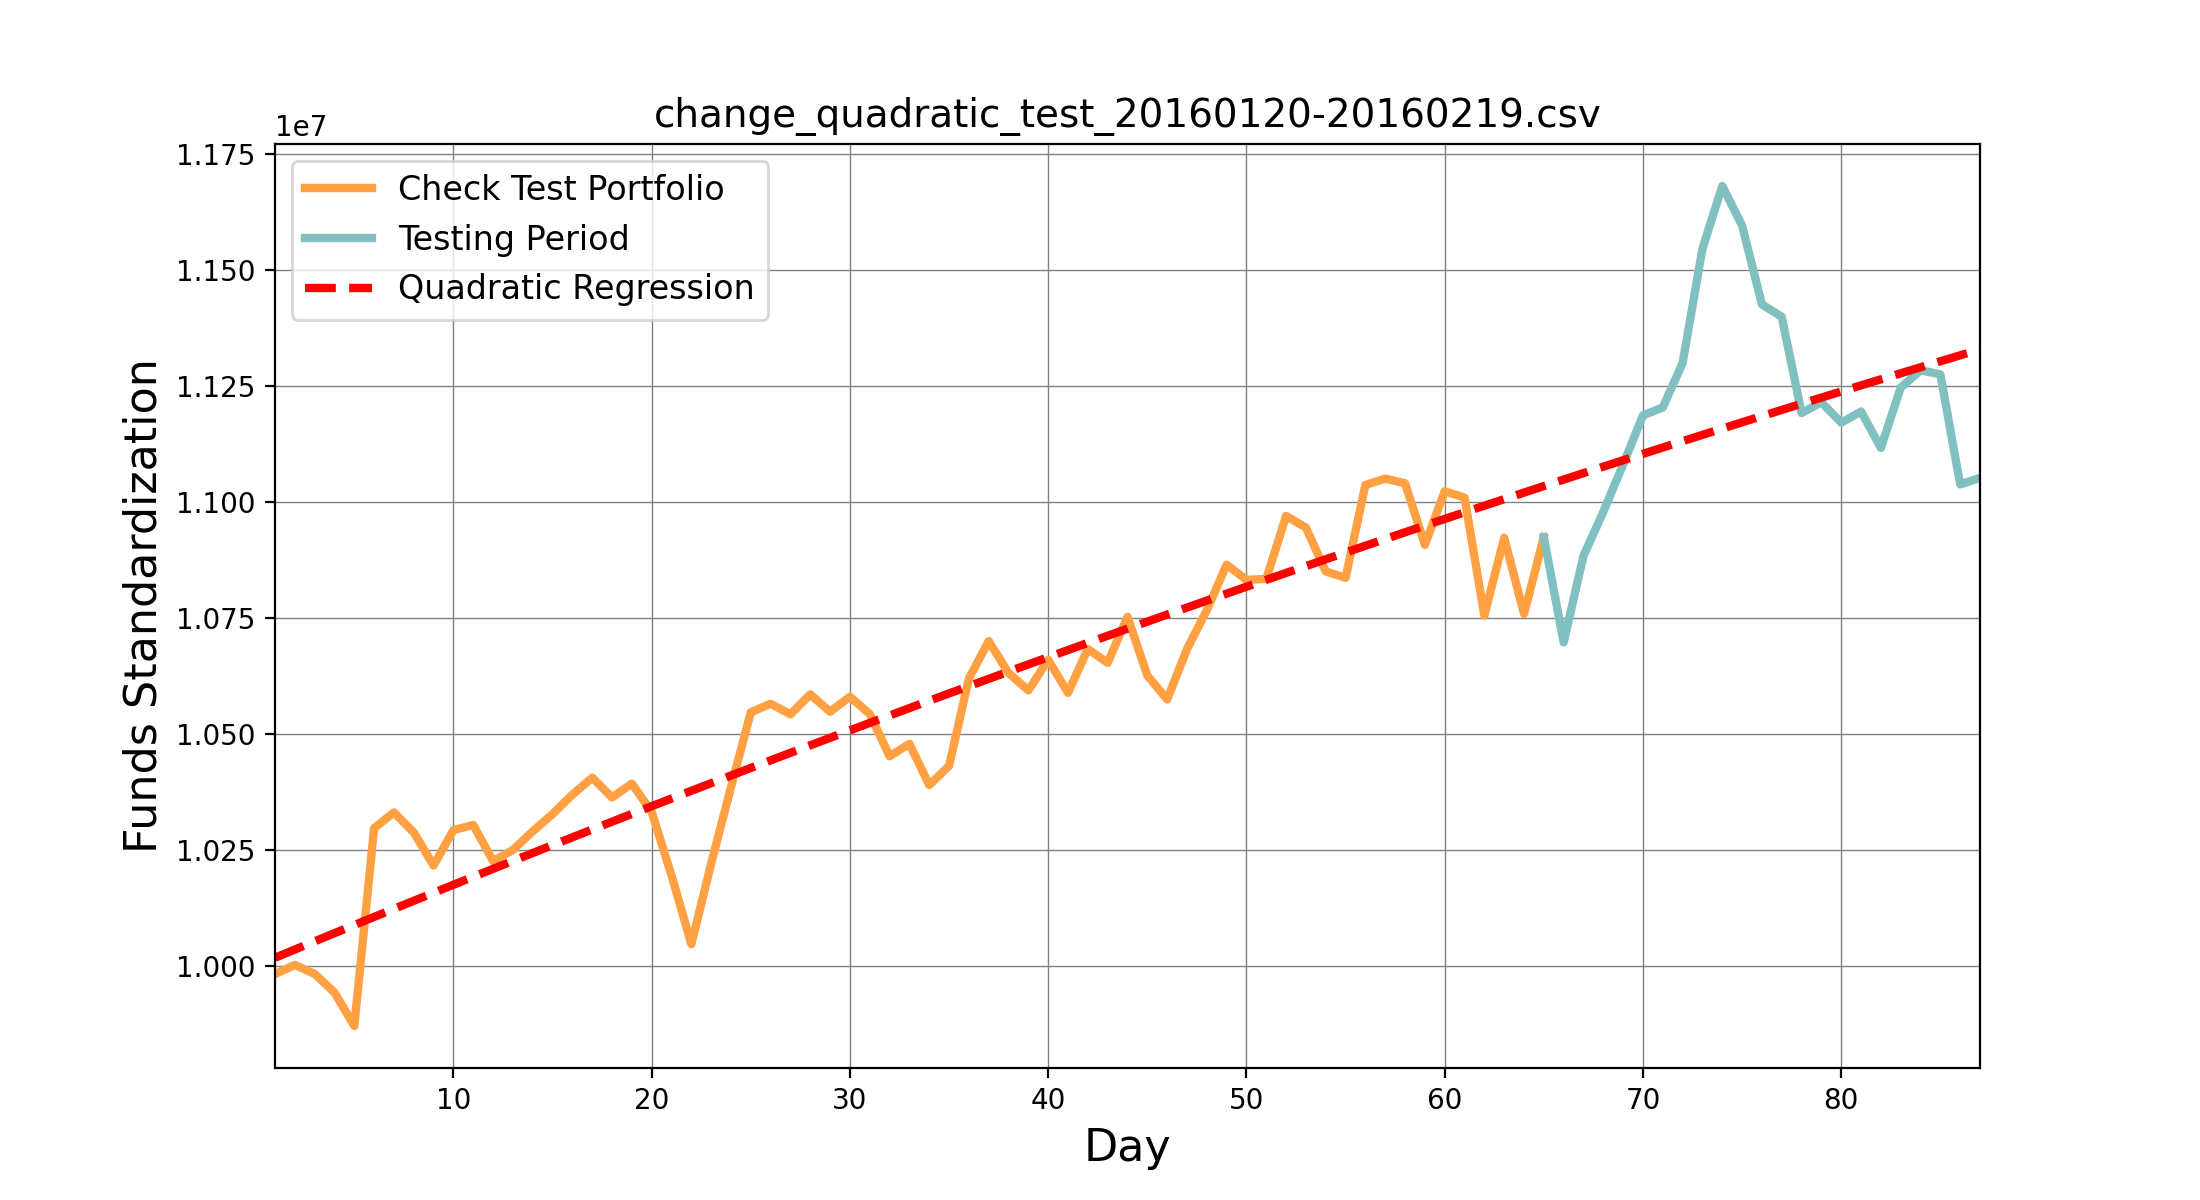 change_quadratic_test_20160120-20160219.csv
1e7
1.175
1.150
1.125
1.100
1.075
1.050
1.025
1.000
Funds Standardization
Check Test Portfolio
Testing Period
Quadratic Regression
10 20 30 40 50 60 70 80
Day